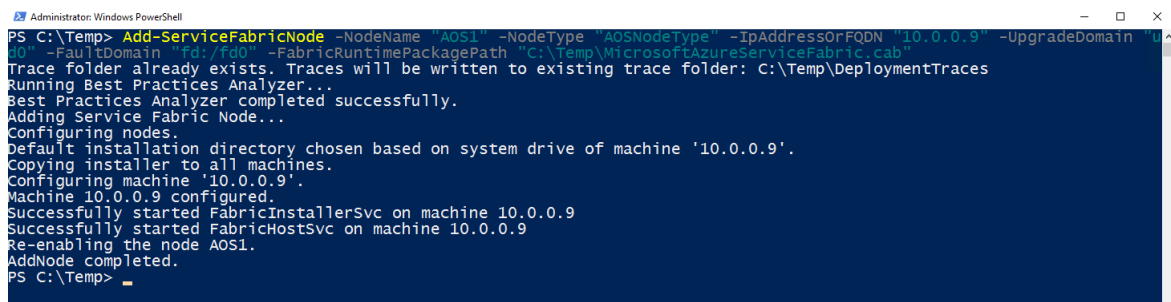 Administrator: Windows PowerShell
PS C:\Temp> Add-ServiceFabricNode -NodeName "AOS1" -NodeType "AOSNodeType" -IpAddressOrFQDN "10.0.0.9" -UpgradeDomain "u
d0" -FaultDomain "fd:/fd0" -FabricRuntimePackagePath "C:\Temp\MicrosoftAzureServiceFabric.cab"
Trace folder already exists. Traces will be written to existing trace folder: C:\Temp\DeploymentTraces
Running Best Practices Analyzer...
Best Practices Analyzer completed successfully.
Adding Service Fabric Node...
Configuring nodes.
Default installation directory chosen based on system drive of machine '10.0.0.9'.
Copying installer to all machines.
Configuring machine '10.0.0.9'.
Machine 10.0.0.9 configured.
Successfully started FabricInstallerSvc on machine 10.0.0.9
Successfully started FabricHostSvc on machine 10.0.0.9
Re-enabling the node AOS1.
AddNode completed.
PS C:\Temp>